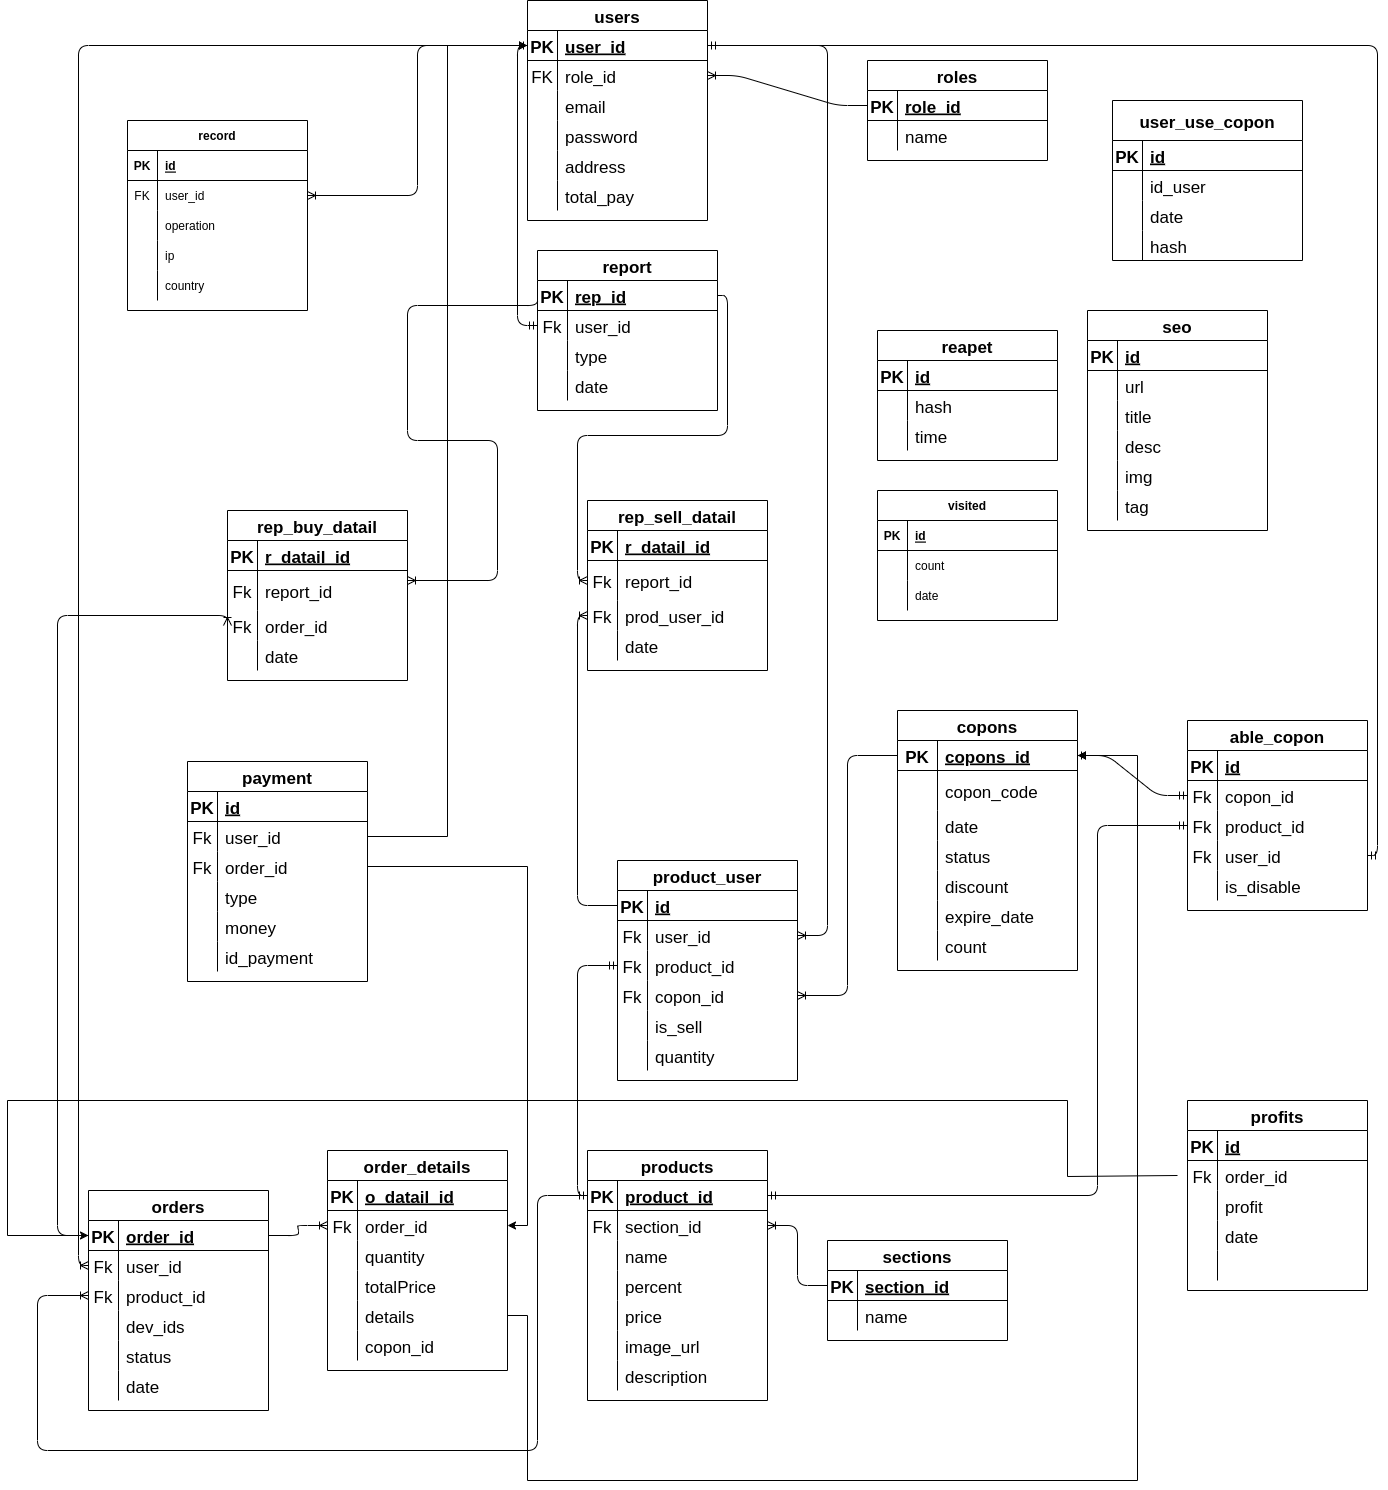 users
PK user_id
FK role_id
email
password
address
total_pay
roles
PK role_id
name
user_use_copon
PK id
id_user
date
hash
record
PK id
FK user_id
operation
ip
country
report
PK rep_id
Fk user_id
type
date
reapet
PK id
hash
time
seo
PK id
url
title
desc
img
tag
visited
PK id
count
date
rep_buy_datail
PK r_datail_id
Fk report_id
Fk order_id
date
rep_sell_datail
PK r_datail_id
Fk report_id
Fk prod_user_id
date
payment
PK id
Fk user_id
Fk order_id
type
money
id_payment
copons
PK copons_id
copon_code
date
status
discount
expire_date
count
able_copon
PK id
Fk copon_id
Fk product_id
Fk user_id
is_disable
product_user
PK id
Fk user_id
Fk product_id
Fk copon_id
is_sell
quantity
profits
PK id
Fk order_id
profit
date
orders
PK order_id
Fk user_id
Fk product_id
dev_ids
status
date
order_details
PK o_datail_id
Fk order_id
quantity
totalPrice
details
copon_id
products
PK product_id
Fk section_id
name
percent
price
image_url
description
sections
PK section_id
name